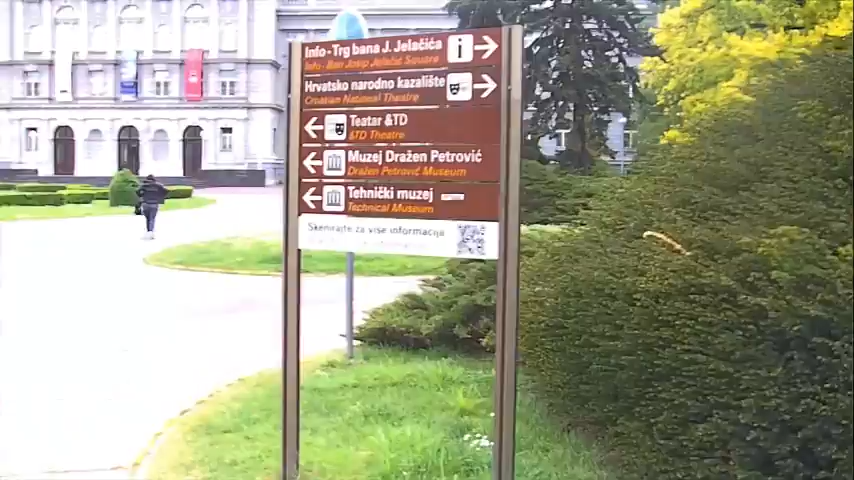 Info - Trg bana J. Jelačića
Info - Ban Josip Jelačić Square
Hrvatsko narodno kazalište
Croatian National Theatre
Teatar &TD
&TD Theatre
Muzej Dražen Petrović
Dražen Petrović Museum
Tehnički muzej
Technical Museum
Skenirajte za više informacija